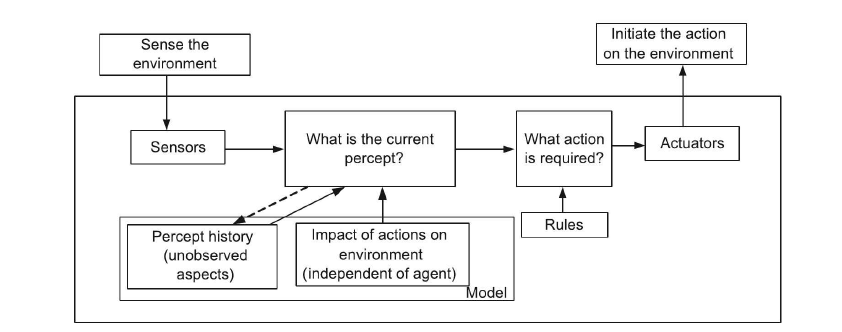 Sense the
environment
Initiate the action
on the environment
Sensors
What is the current
percept?
What action
is required?
Actuators
Percept history
(unobserved
aspects)
Impact of actions on
environment
(independent of agent)
Rules
Model